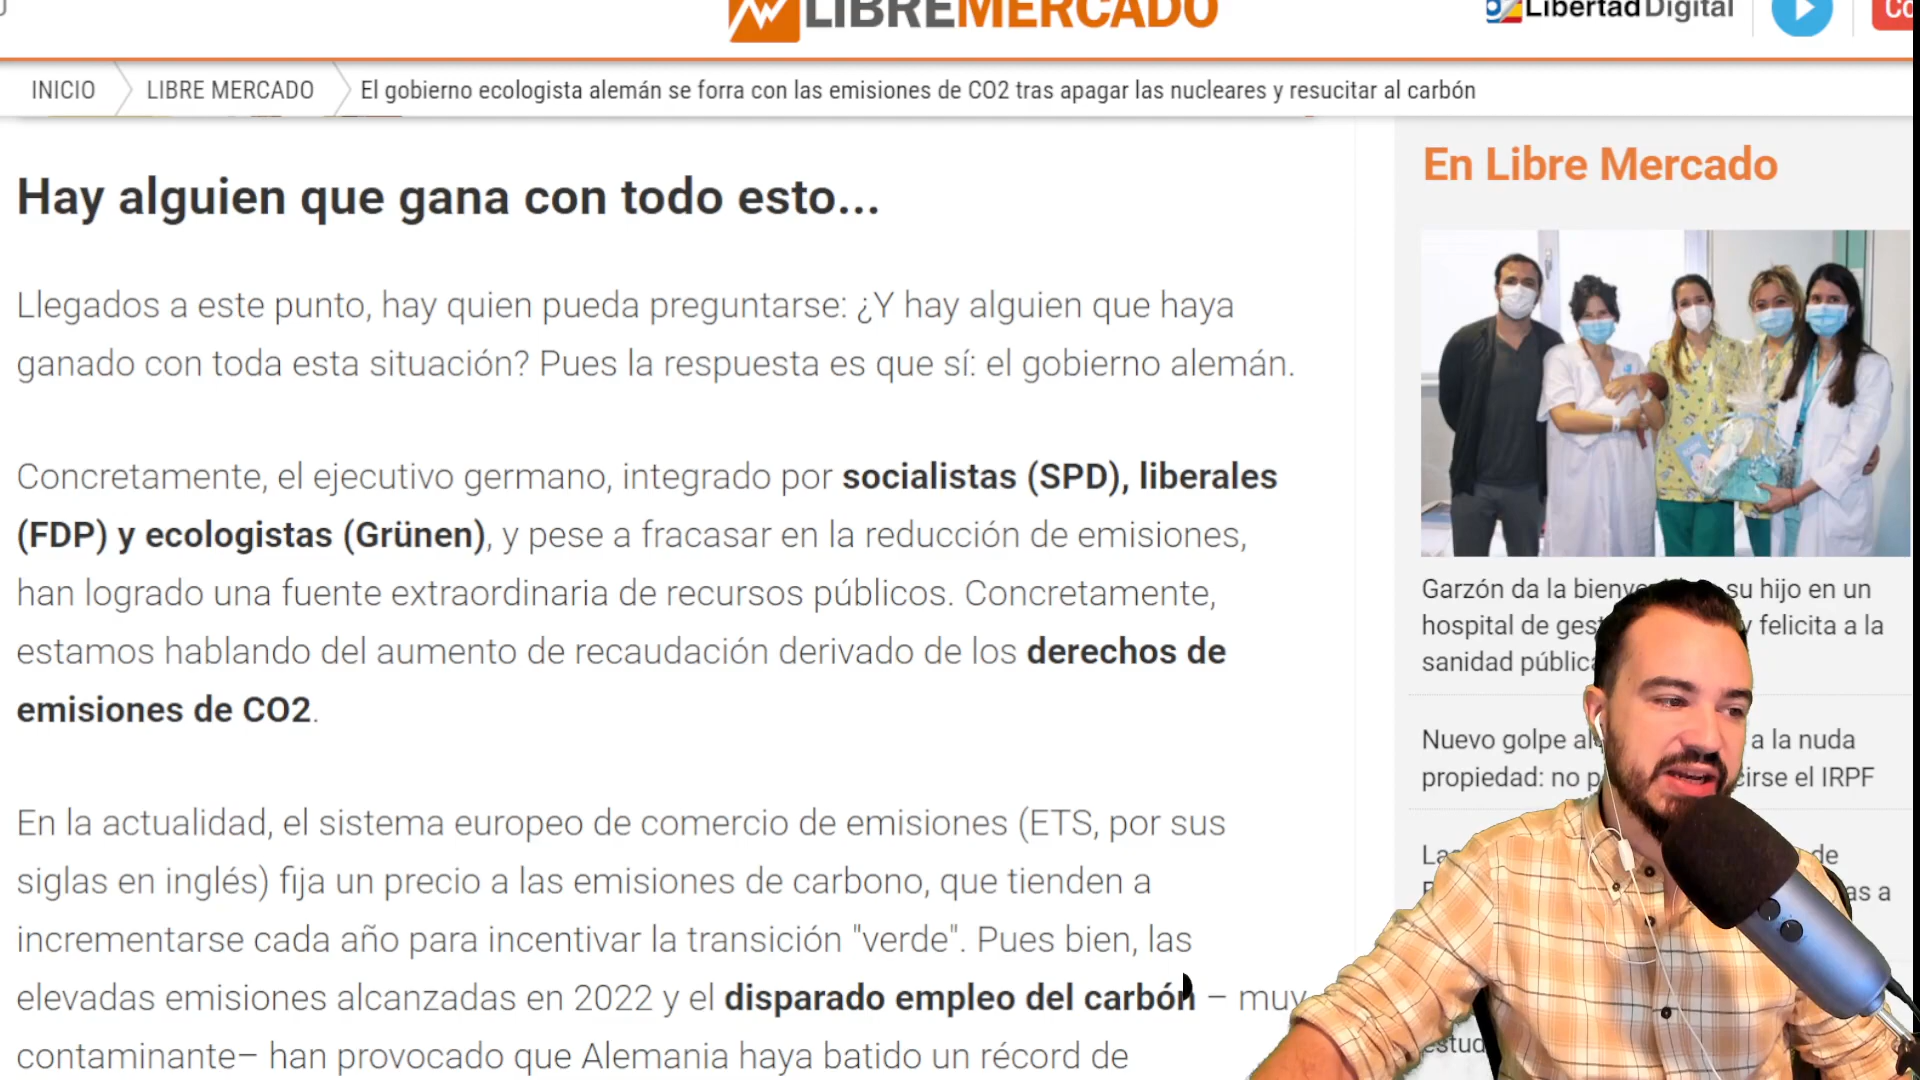 LIBREMERCADO
Libertad Digital
INICIO
LIBRE MERCADO
El gobierno ecologista alemán se forra con las emisiones de CO2 tras apagar las nucleares y resucitar al carbón
Hay alguien que gana con todo esto...
Llegados a este punto, hay quien pueda preguntarse: ¿Y hay alguien que haya
ganado con toda esta situación? Pues la respuesta es que sí: el gobierno alemán.
Concretamente, el ejecutivo germano, integrado por socialistas (SPD), liberales
(FDP) y ecologistas (Grünen), y pese a fracasar en la reducción de emisiones,
han logrado una fuente extraordinaria de recursos públicos. Concretamente,
estamos hablando del aumento de recaudación derivado de los derechos de
emisiones de CO2.
En la actualidad, el sistema europeo de comercio de emisiones (ETS, por sus
siglas en inglés) fija un precio a las emisiones de carbono, que tienden a
incrementarse cada año para incentivar la transición "verde". Pues bien, las
elevadas emisiones alcanzadas en 2022 y el disparado empleo del carbón – muy
contaminante– han provocado que Alemania haya batido un récord de
En Libre Mercado
Garzón da la su hijo en un
hospital de y felicita a la
sanidad
Nuevo golpe a la nuda
propiedad: no el IRPF
de
a